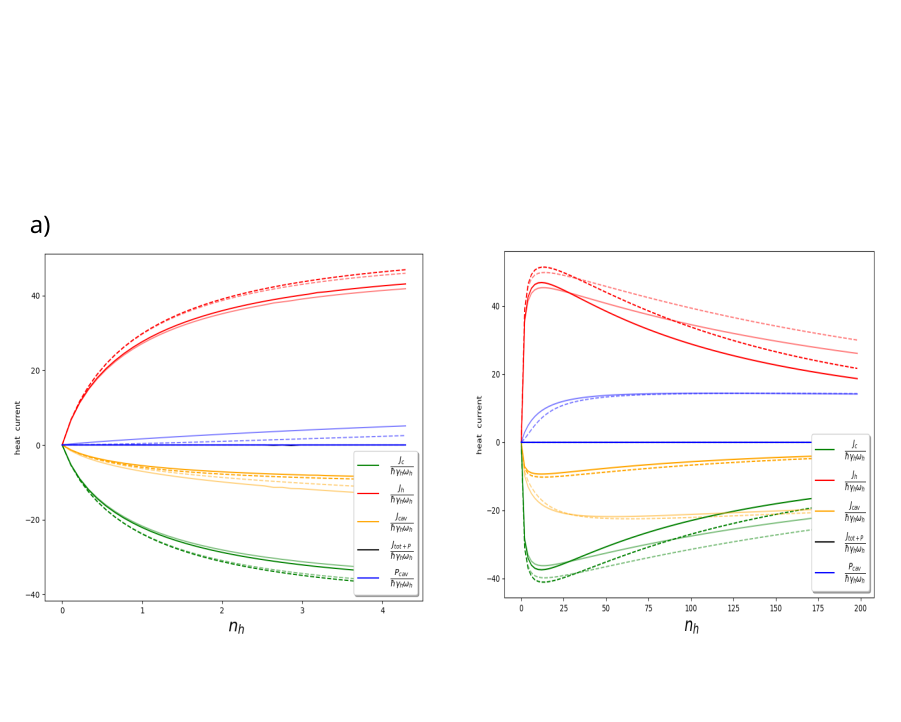 a)
heat current
40
20
0
−20
−40
0
1
2
3
4
n_h
J_c
ħγ_hω_h
J_h
ħγ_hω_h
J_cav
ħγ_hω_h
J_tot+P
ħγ_hω_h
P_cav
ħγ_hω_h
heat current
40
20
0
−20
−40
0
25
50
75
100
125
150
175
200
n_h
J_c
ħγ_hω_h
J_h
ħγ_hω_h
J_cav
ħγ_hω_h
J_tot+P
ħγ_hω_h
P_cav
ħγ_hω_h